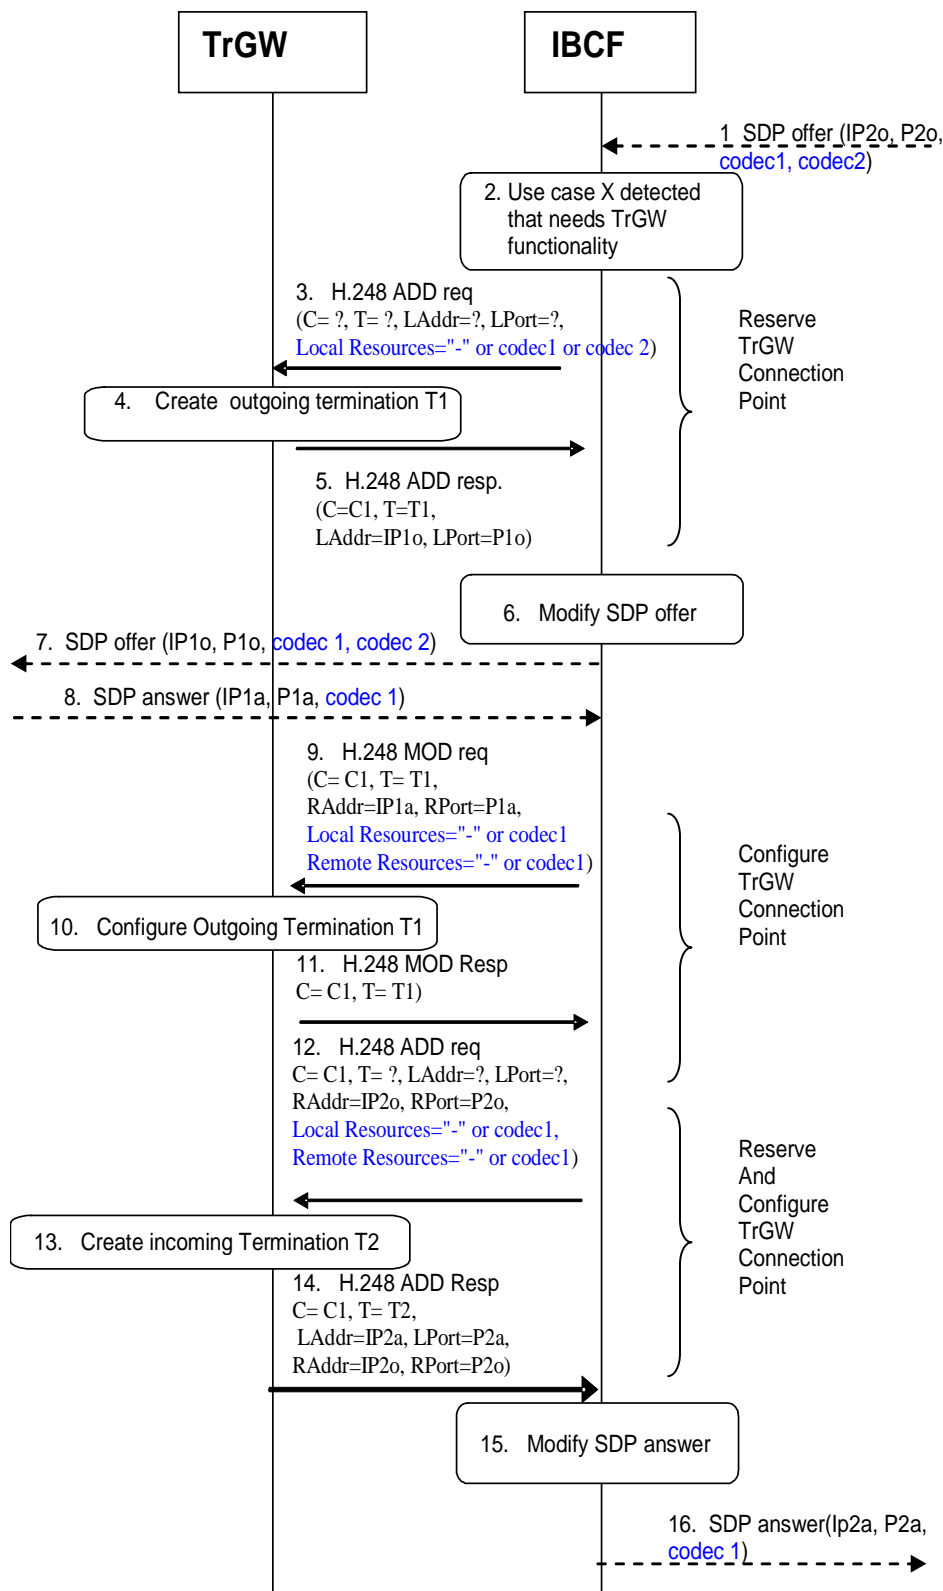 TrGW
IBCF
1 SDP offer (IP2o, P2o,
codec1, codec2)
2. Use case X detected
that needs TrGW
functionality
3. H.248 ADD req
(C= ?, T= ?, LAddr=?, LPort=?,
Local Resources="-" or codec1 or codec 2)
Reserve
TrGW
Connection
Point
4. Create outgoing termination T1
5. H.248 ADD resp.
(C=C1, T=T1,
LAddr=IP1o, LPort=P1o)
6. Modify SDP offer
7. SDP offer (IP1o, P1o, codec 1, codec 2)
8. SDP answer (IP1a, P1a, codec 1)
9. H.248 MOD req
(C= C1, T= T1,
RAddr=IP1a, RPort=P1a,
Local Resources="-" or codec1
Remote Resources="-" or codec1)
Configure
TrGW
Connection
Point
10. Configure Outgoing Termination T1
11. H.248 MOD Resp
C= C1, T= T1)
12. H.248 ADD req
C= C1, T= ?, LAddr=?, LPort=?,
RAddr=IP2o, RPort=P2o,
Local Resources="-" or codec1,
Remote Resources="-" or codec1)
Reserve
And
Configure
TrGW
Connection
Point
13. Create incoming Termination T2
14. H.248 ADD Resp
C= C1, T= T2,
LAddr=IP2a, LPort=P2a,
RAddr=IP2o, RPort=P2o)
15. Modify SDP answer
16. SDP answer(Ip2a, P2a,
codec 1)